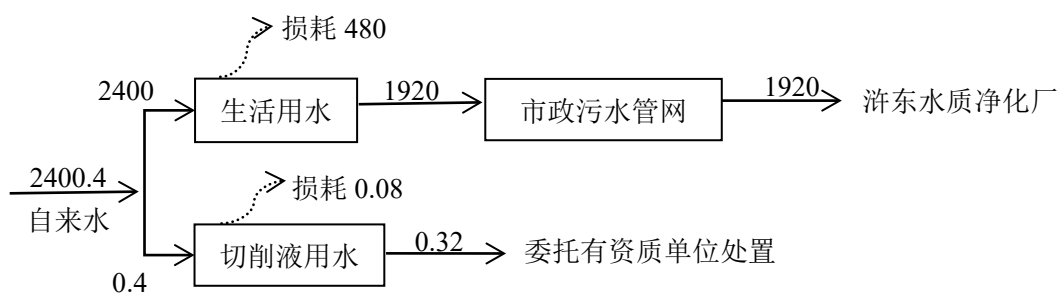 损耗 480
2400
生活用水
1920
市政污水管网
1920
浒东水质净化厂
2400.4
自来水
损耗 0.08
0.4
切削液用水
0.32
委托有资质单位处置